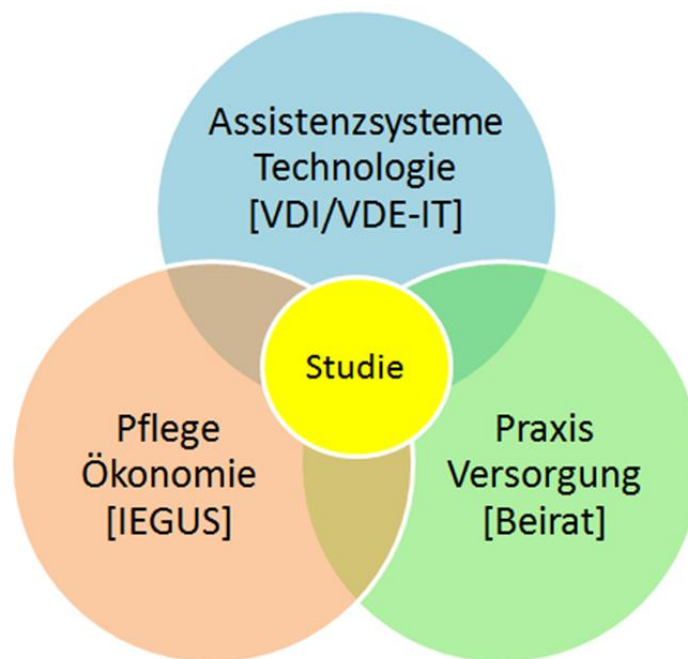 Assistenzsysteme
Technologie
[VDI/VDE-IT]
Studie
Pflege
Ökonomie
[IEGUS]
Praxis
Versorgung
[Beirat]